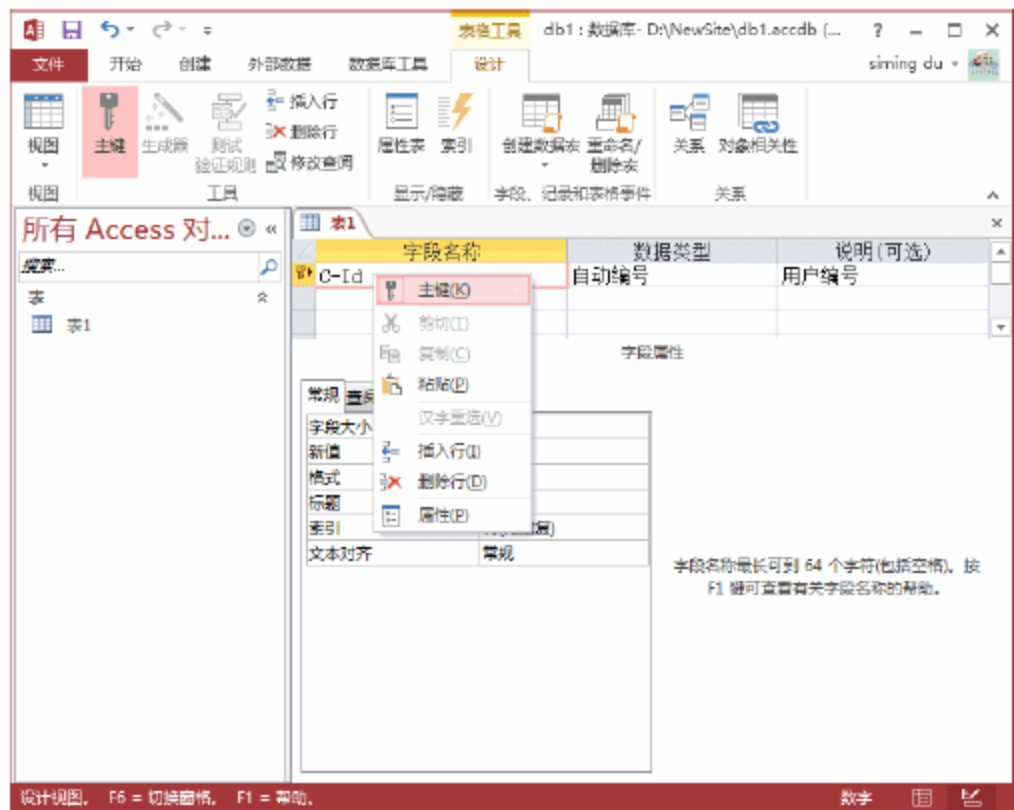 表格工具 db1 : 数据库- D:\NewSite\db1.accdb (... ?
文件 开始 创建 外部数据 数据库工具 设计 siming du
视图 主键 生成器 测试验证规则 插入行 删除行 修改查阅 属性表 索引 创建数据宏 重命名/删除宏 关系 对象相关性
视图 工具 显示/隐藏 字段、记录和表格事件 关系
所有 Access 对... «
搜索...
表
表1
表1
字段名称 数据类型 说明(可选)
C-Id 自动编号 用户编号
主键(K)
剪切(T)
复制(C)
粘贴(P)
汉字重选(V)
插入行(I)
删除行(D)
属性(P)
字段属性
常规
字段大小
新值
格式
标题
索引
文本对齐 常规
字段名称最长可到 64 个字符(包括空格)。按
F1 键可查看有关字段名称的帮助。
设计视图。 F6 = 切换窗格。 F1 = 帮助。 数字